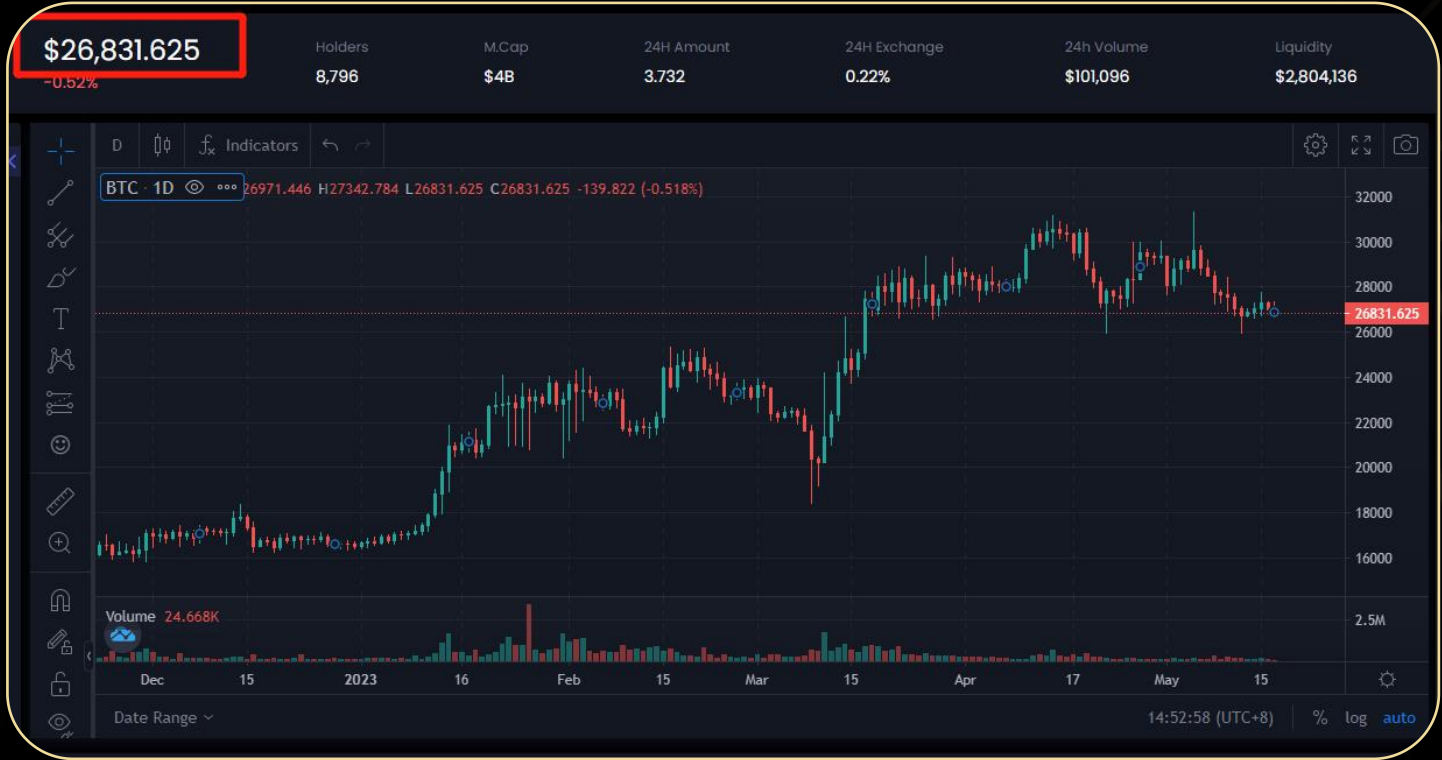 $26,831.625
-0.52%
Holders
8,796
M.Cap
$4B
24H Amount
3.732
24H Exchange
0.22%
24h Volume
$101,096
Liquidity
$2,804,136
D
Indicators
BTC · 1D ••• 26971.446 H27342.784 L26831.625 C26831.625 -139.822 (-0.518%)
32000
30000
28000
26831.625
26000
24000
22000
20000
18000
16000
Volume 24.668K
2.5M
Dec 15 2023 16 Feb 15 Mar 15 Apr 17 May 15
Date Range
14:52:58 (UTC+8) % log auto